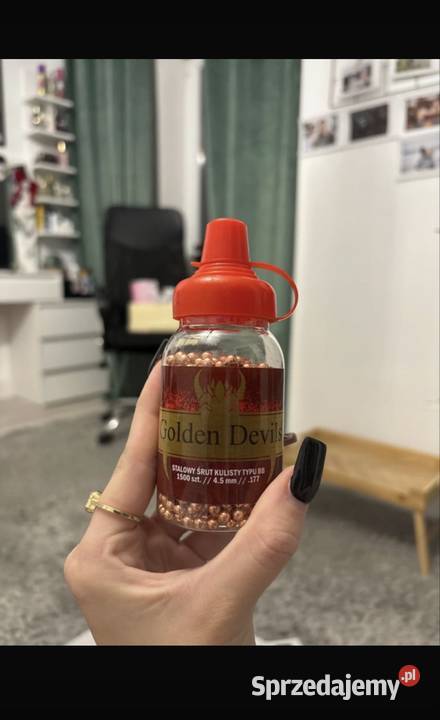 Golden Devils
STALOWY ŚRUT KULISTY TYPU BB
1500 szt. // 4.5 mm // .177
Sprzedajemy.pl